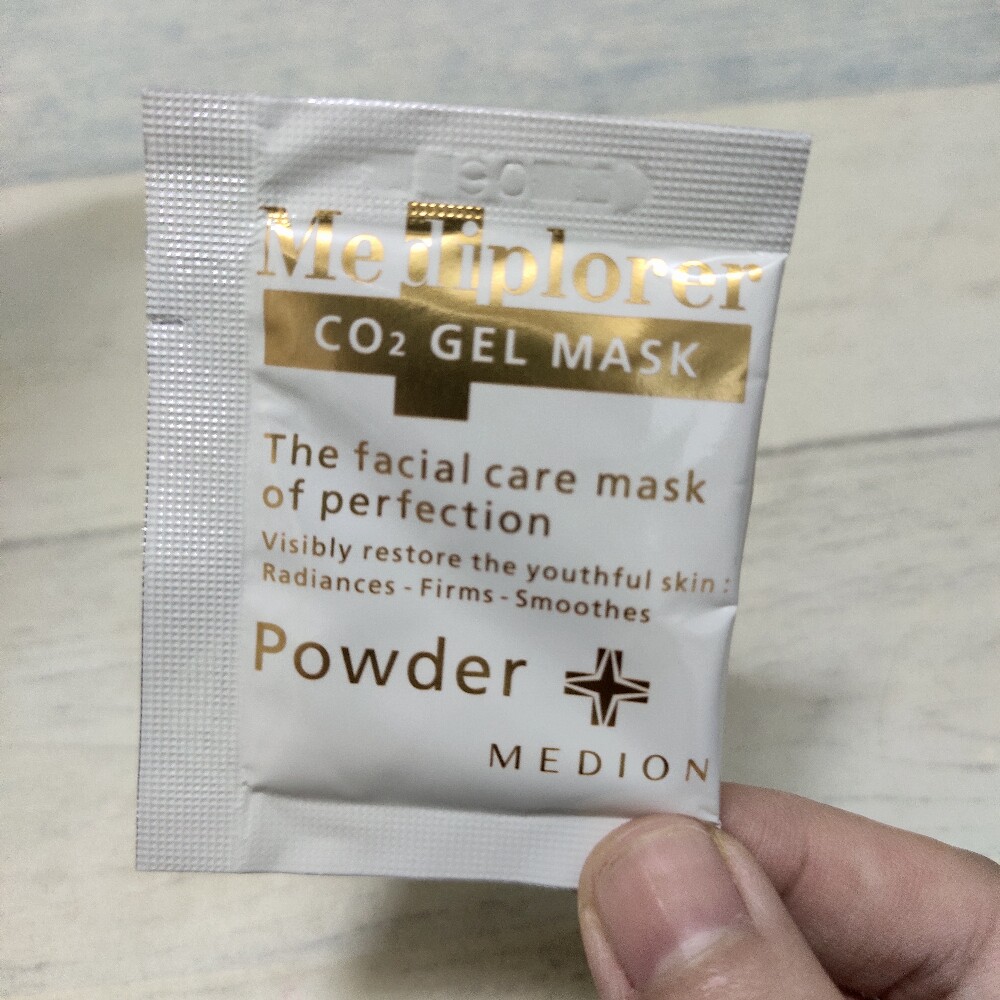 Mediplorer
CO2 GEL MASK
The facial care mask
of perfection
Visibly restore the youthful skin :
Radiances - Firms - Smoothes
Powder
MEDION